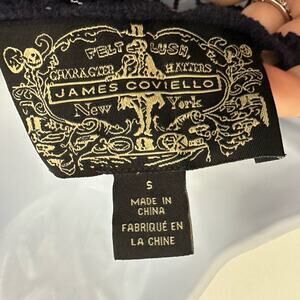 FELT LUSH
CHARACTER HATTERS
JAMES COVIELLO
New York
S
MADE IN
CHINA
FABRIQUÉ EN
LA CHINE